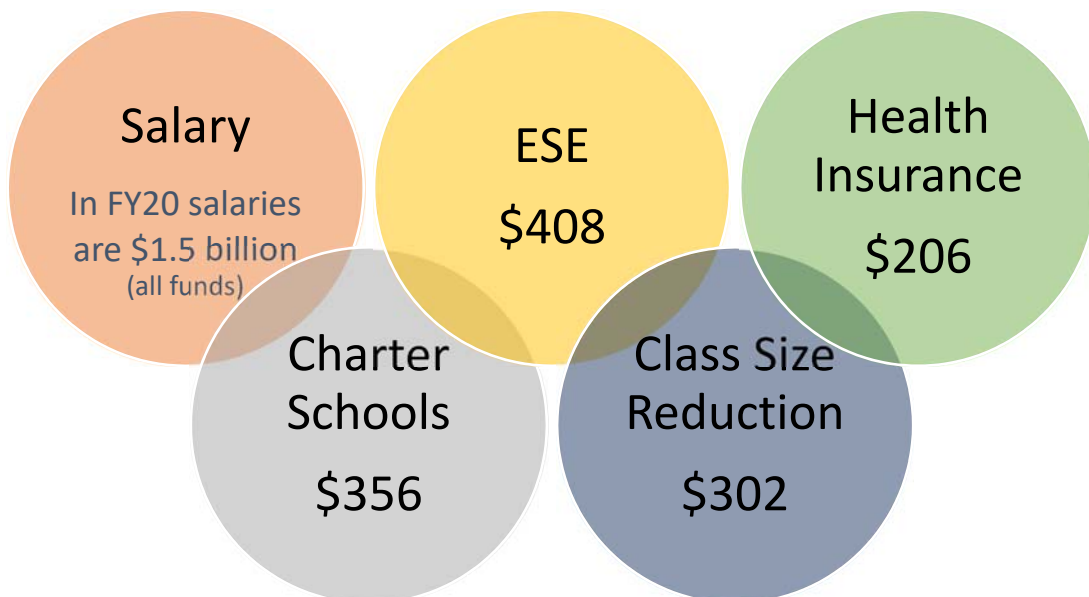 Salary
In FY20 salaries
are $1.5 billion
(all funds)
ESE
$408
Health
Insurance
$206
Charter
Schools
$356
Class Size
Reduction
$302